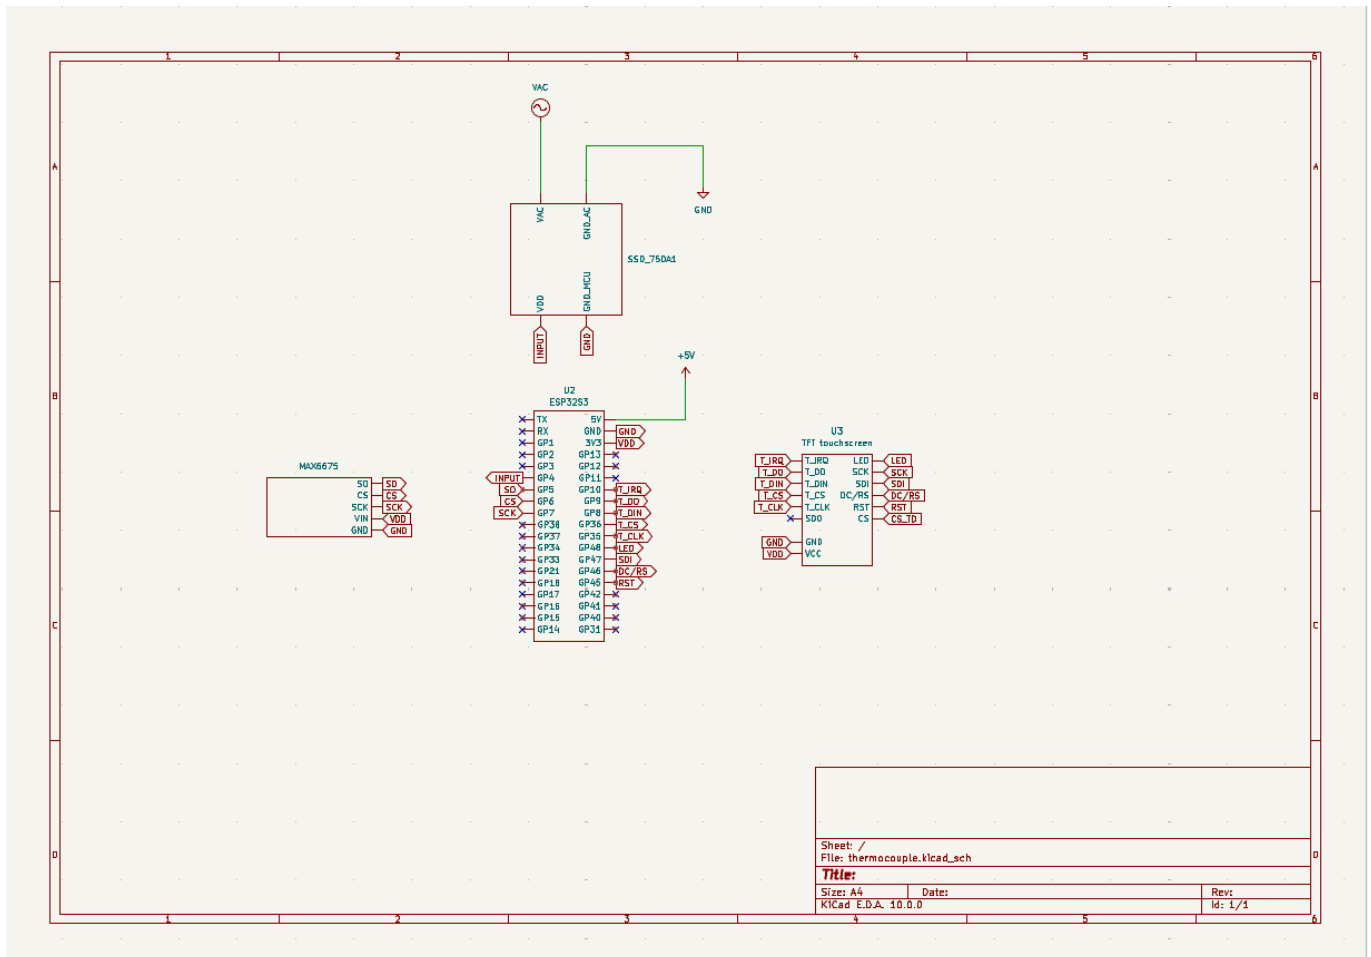 1 2 3 4 5 6
A
B
C
D
A
B
C
D
VAC
VAC
GND_AC
VDD
GND_MCU
SSD_75DA1
GND
INPUT
GND
+5V
U2
ESP32S3
TX 5V
RX GND GND
GP1 3V3 VDD
GP2 GP13
GP3 GP12
INPUT GP4 GP11
SO GP5 GP10 T_IRQ
CS GP6 GP9 T_DO
SCK GP7 GP8 T_DIN
GP38 GP36 T_CS
GP37 GP35 T_CLK
GP34 GP48 LED
GP33 GP47 SDI
GP21 GP46 DC/RS
GP18 GP45 RST
GP17 GP42
GP16 GP41
GP15 GP40
GP14 GP31
MAX6675
SO SO
CS CS
SCK SCK
VIN VDD
GND GND
U3
TFT touchscreen
T_IRQ T_IRQ LED LED
T_DO T_DO SCK SCK
T_DIN T_DIN SDI SDI
T_CS T_CS DC/RS DC/RS
T_CLK T_CLK RST RST
SDO CS CS_TD
GND GND
VDD VCC
Sheet: /
File: thermocouple.kicad_sch
Title:
Size: A4 Date: Rev:
KiCad E.D.A. 10.0.0 Id: 1/1
1 2 3 4 5 6